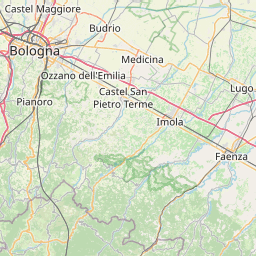 Castel Maggiore
Budrio
Bologna
Medicina
Ozzano dell'Emilia
Castel San
Pietro Terme
Lugo
Pianoro
Imola
Faenza